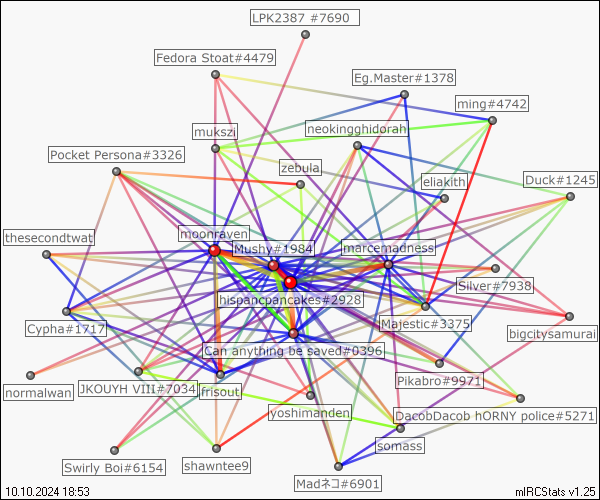 LPK2387 #7690
Fedora Stoat#4479
Eg.Master#1378
ming#4742
mukszi
neokingghidorah
Pocket Persona#3326
zebula
eliakith
Duck#1245
moonraven
thesecondtwat
Mushy#1984
marcemadness
Silver#7938
hispancpancakes#2928
Cypha#1717
Majestic#3375
bigcitysamurai
Can anything be saved#0396
normalwan
JKOUYH VIII#7034
frisout
Pikabro#9971
yoshimanden
DacobDacob hORNY police#5271
somass
Swirly Boi#6154
shawntee9
Madネコ#6901
10.10.2024 18:53
mIRCStats v1.25